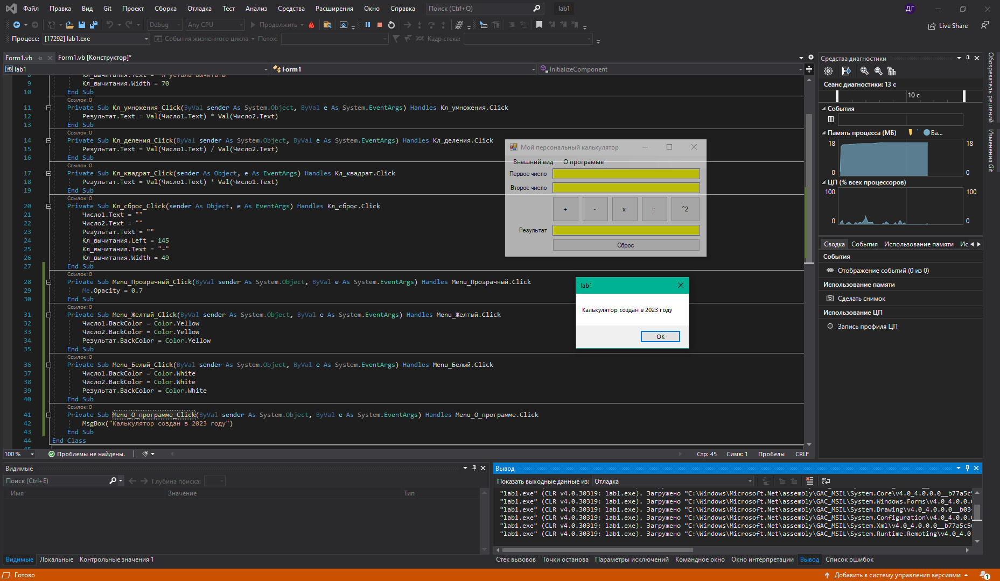 Файл Правка Вид Git Проект Сборка Отладка Тест Анализ Средства Расширения Окно Справка Поиск (Ctrl+Q) lab1 ДГ
Debug Any CPU Продолжить Live Share
Процесс: [17292] lab1.exe События жизненного цикла Поток: Кадр стека:
Form1.vb Form1.vb [Конструктор]*
VB lab1 Form1 InitializeComponent
9 Кл_вычитания.Width = 70
10 End Sub
Ссылок: 0
11 Private Sub Кл_умножения_Click(ByVal sender As System.Object, ByVal e As System.EventArgs) Handles Кл_умножения.Click
12 Результат.Text = Val(Число1.Text) * Val(Число2.Text)
13 End Sub
Ссылок: 0
14 Private Sub Кл_деления_Click(ByVal sender As System.Object, ByVal e As System.EventArgs) Handles Кл_деления.Click
15 Результат.Text = Val(Число1.Text) / Val(Число2.Text)
16 End Sub
Ссылок: 0
17 Private Sub Кл_квадрат_Click(sender As Object, e As EventArgs) Handles Кл_квадрат.Click
18 Результат.Text = Val(Число1.Text) * Val(Число1.Text)
19 End Sub
Ссылок: 0
20 Private Sub Кл_сброс_Click(sender As Object, e As EventArgs) Handles Кл_сброс.Click
21 Число1.Text = ""
22 Число2.Text = ""
23 Результат.Text = ""
24 Кл_вычитания.Left = 145
25 Кл_вычитания.Text = "-"
26 Кл_вычитания.Width = 49
27 End Sub
Ссылок: 0
28 Private Sub Menu_Прозрачный_Click(ByVal sender As System.Object, ByVal e As System.EventArgs) Handles Menu_Прозрачный.Click
29 Me.Opacity = 0.7
30 End Sub
Ссылок: 0
31 Private Sub Menu_Желтый_Click(ByVal sender As System.Object, ByVal e As System.EventArgs) Handles Menu_Желтый.Click
32 Число1.BackColor = Color.Yellow
33 Число2.BackColor = Color.Yellow
34 Результат.BackColor = Color.Yellow
35 End Sub
Ссылок: 0
36 Private Sub Menu_Белый_Click(ByVal sender As System.Object, ByVal e As System.EventArgs) Handles Menu_Белый.Click
37 Число1.BackColor = Color.White
38 Число2.BackColor = Color.White
39 Результат.BackColor = Color.White
40 End Sub
Ссылок: 0
41 Private Sub Menu_О_программе_Click(ByVal sender As System.Object, ByVal e As System.EventArgs) Handles Menu_О_программе.Click
42 MsgBox("Калькулятор создан в 2023 году")
43 End Sub
44 End Class
100 % Проблемы не найдены. Стр: 45 Симв: 1 Пробелы CRLF
Мой персональный калькулятор
Внешний вид О программе
Первое число
Второе число
+ - x : ^2
Результат
Сброс
lab1
Калькулятор создан в 2023 году
OK
Средства диагностики
Сеанс диагностики: 13 с
10 с
События
Память процесса (МБ) Ба...
18 18
0 0
ЦП (% всех процессоров)
100 100
0 0
Сводка События Использование памяти Ис
События
Отображение событий (0 из 0)
Использование памяти
Сделать снимок
Использование ЦП
Запись профиля ЦП
Обозреватель решений
Изменения Git
Видимые
Поиск (Ctrl+E) Глубина поиска:
Имя Значение Тип
Видимые Локальные Контрольные значения 1
Вывод
Показать выходные данные из: Отладка
"lab1.exe" (CLR v4.0.30319: lab1.exe). Загружено "C:\Windows\Microsoft.Net\assembly\GAC_MSIL\System.Core\v4.0_4.0.0.0__b77a5c5
"lab1.exe" (CLR v4.0.30319: lab1.exe). Загружено "C:\Windows\Microsoft.Net\assembly\GAC_MSIL\System.Windows.Forms\v4.0_4.0.0.0
"lab1.exe" (CLR v4.0.30319: lab1.exe). Загружено "C:\Windows\Microsoft.Net\assembly\GAC_MSIL\System.Drawing\v4.0_4.0.0.0__b03
"lab1.exe" (CLR v4.0.30319: lab1.exe). Загружено "C:\Windows\Microsoft.Net\assembly\GAC_MSIL\System.Configuration\v4.0_4.0.0.
"lab1.exe" (CLR v4.0.30319: lab1.exe). Загружено "C:\Windows\Microsoft.Net\assembly\GAC_MSIL\System.Xml\v4.0_4.0.0.0__b77a5c5
"lab1.exe" (CLR v4.0.30319: lab1.exe). Загружено "C:\Windows\Microsoft.Net\assembly\GAC_MSIL\System.Runtime.Remoting\v4.0_4.0
Стек вызовов Точки останова Параметры исключений Командное окно Окно интерпретации Вывод Список ошибок
Готово Добавить в систему управления версиями 1